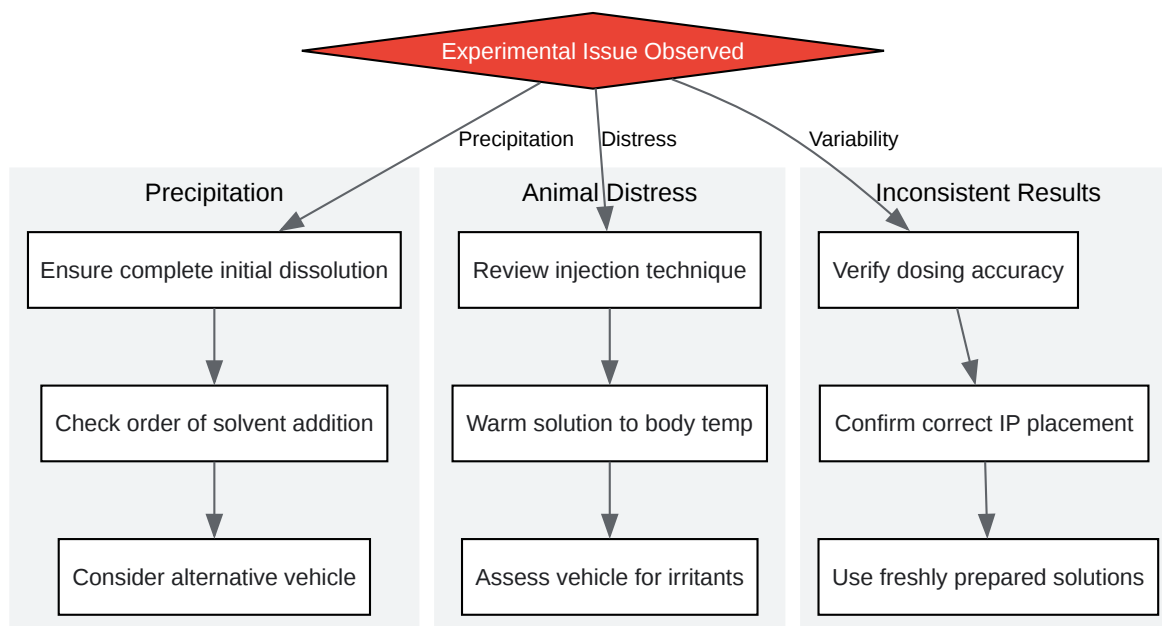 Experimental Issue Observed
Precipitation
Distress
Variability
Precipitation
Animal Distress
Inconsistent Results
Ensure complete initial dissolution
Review injection technique
Verify dosing accuracy
Check order of solvent addition
Warm solution to body temp
Confirm correct IP placement
Consider alternative vehicle
Assess vehicle for irritants
Use freshly prepared solutions